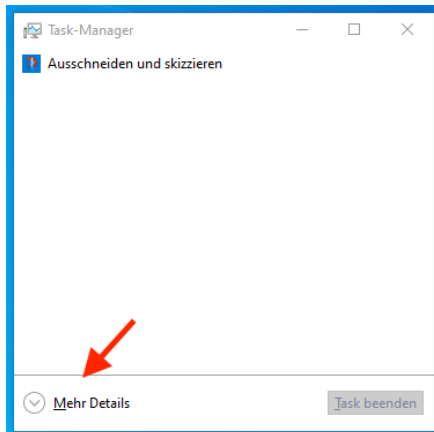 Task-Manager
Ausschneiden und skizzieren
Mehr Details
Task beenden